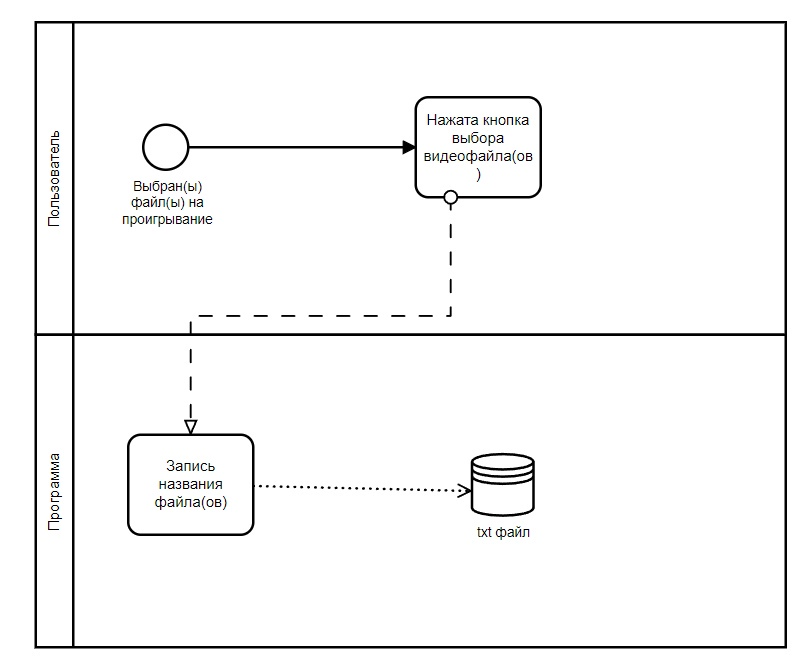 Пользователь
Выбран(ы)
файл(ы) на
проигрывание
Нажата кнопка
выбора
видеофайла(ов
)
Программа
Запись
названия
файла(ов)
txt файл